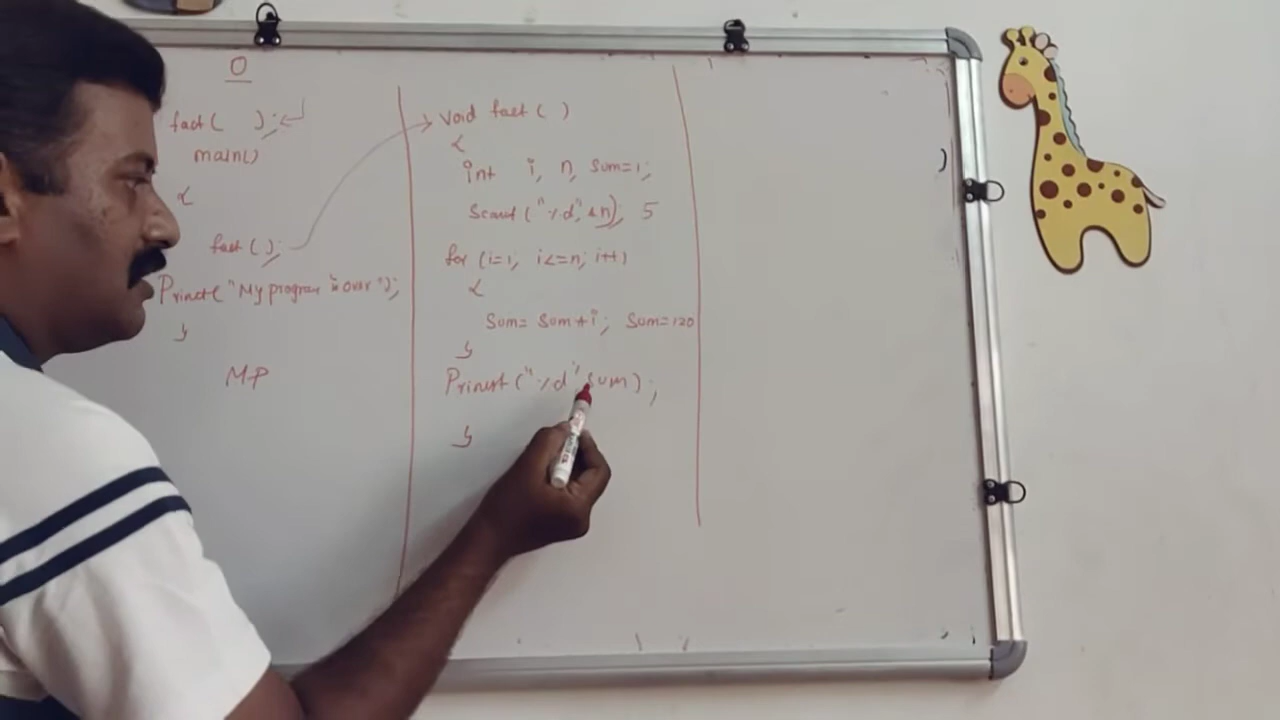 0
fact( );
main()
{
fact();
Printf("My program is over");
}
MP
void fact( )
{
int i, n, sum=1;
Scanf("%d",&n); 5
for (i=1; i<=n; i++)
{
Sum= Sum*i; Sum=120
}
Printf("%d",sum);
}